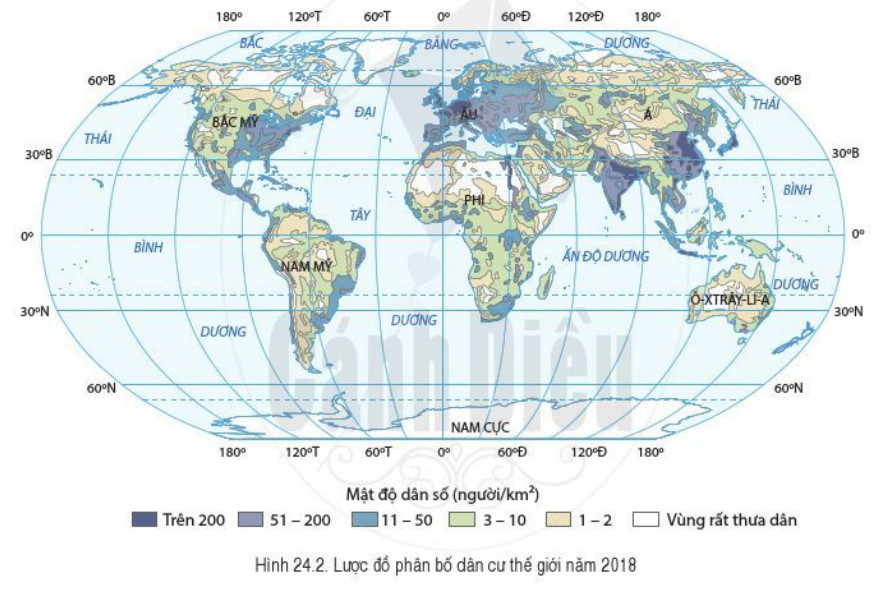 180° 120°T 60°T 0° 60°Đ 120°Đ 180°
BẮC BĂNG DƯƠNG
60°B 60°B
BẮC MỸ ĐẠI ÂU Á THÁI
THÁI
30°B 30°B
PHI BÌNH
TÂY
0° 0°
BÌNH ẤN ĐỘ DƯƠNG
NAM MỸ
DƯƠNG
Ô-XTRÂY-LI-A
30°N 30°N
DƯƠNG DƯƠNG
Cánh Diều
60°N 60°N
NAM CỰC
180° 120°T 60°T 0° 60°Đ 120°Đ 180°
Mật độ dân số (người/km²)
Trên 200 51 – 200 11 – 50 3 – 10 1 – 2 Vùng rất thưa dân
Hình 24.2. Lược đồ phân bố dân cư thế giới năm 2018